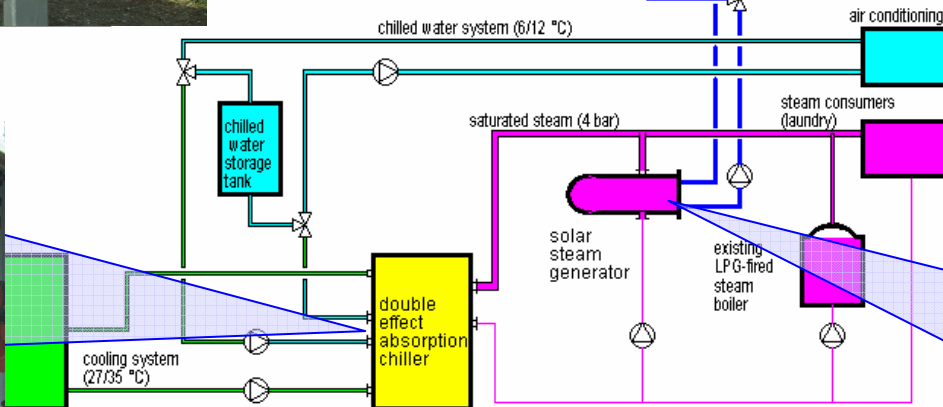 air conditioning
chilled water system (6/12 °C)
steam consumers
(laundry)
saturated steam (4 bar)
chilled
water
storage
tank
solar
steam
generator
existing
LPG-fired
steam
boiler
double
effect
absorption
chiller
cooling system
(27/35 °C)